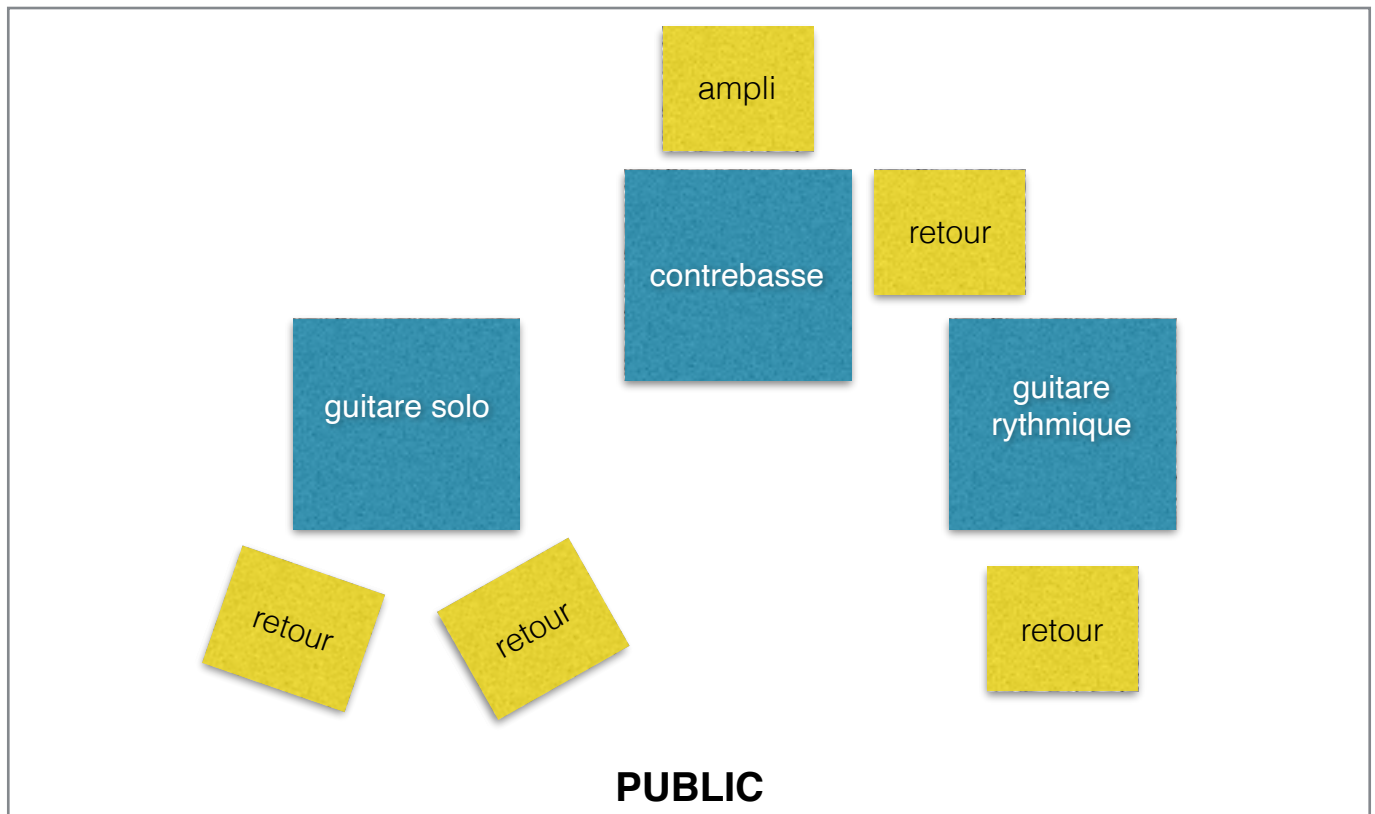 ampli
retour
contrebasse
guitare solo
guitare
rythmique
retour
retour
retour
PUBLIC